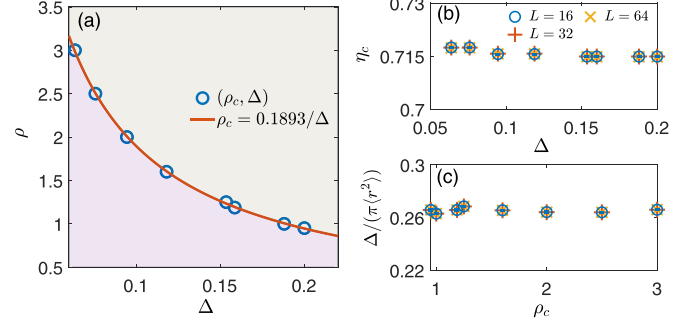 (a)
ρ
3.5
3
2.5
2
1.5
1
0.5
(ρc, Δ)
ρc = 0.1893/Δ
0.1 0.15 0.2
Δ
(b)
ηc
0.73
0.715
0.7
L = 16 L = 64
L = 32
0.05 0.1 0.15 0.2
Δ
(c)
Δ/(π⟨r²⟩)
0.3
0.26
0.22
1 2 3
ρc